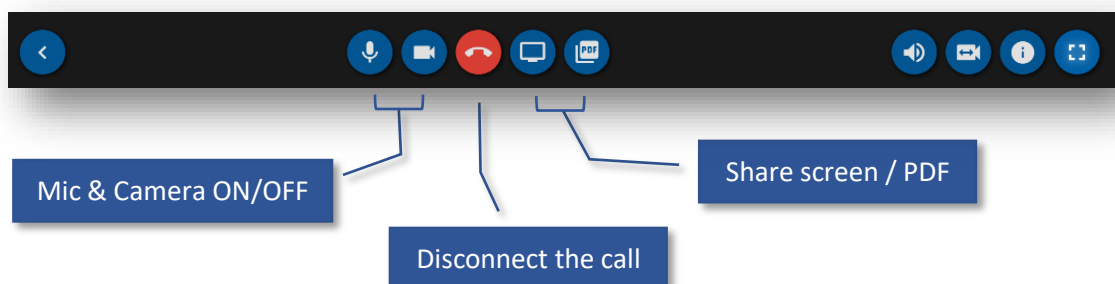 PDF
Mic & Camera ON/OFF
Share screen / PDF
Disconnect the call